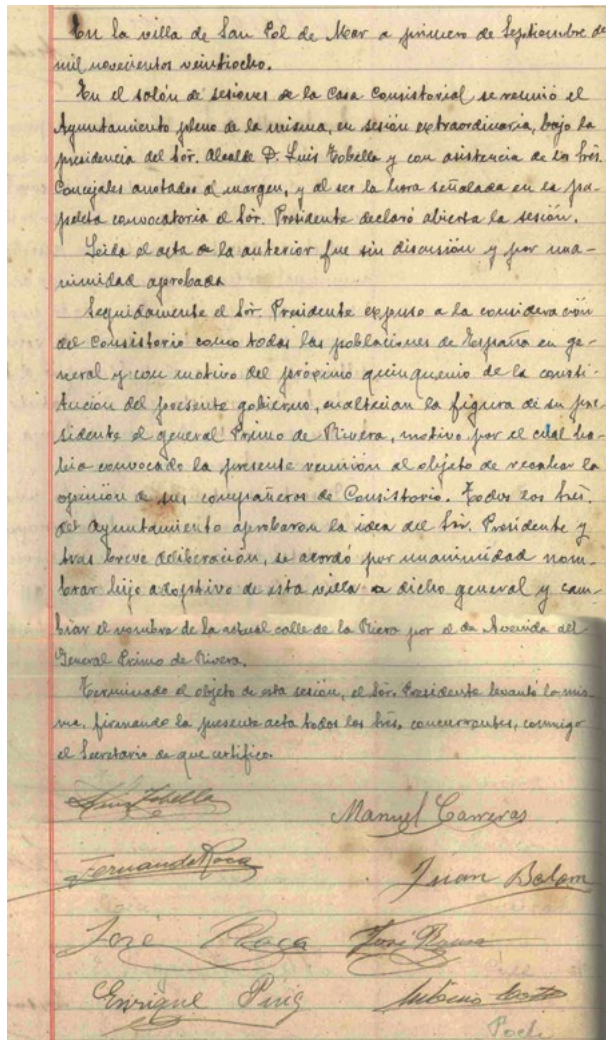 En la villa de San Pol de Mar a primero de Septiembre de
mil novecientos veintiocho.
En el salón de sesiones de la Casa Consistorial se reunió el
Ayuntamiento pleno de la misma, en sesión extraordinaria, bajo la
presidencia del Sór. Alcalde D. Luis Tobella y con asistencia de los Srés.
Concejales anotados al margen, y al ser la hora señalada en la pa-
peleta convocatoria el Sór. Presidente declaró abierta la sesión.
Leida el acta de la anterior fue sin discusión y por una-
nimidad aprobada
Seguidamente el Sór. Presidente expuso a la consideración
del Consistorio como todas las poblaciones de España en ge-
neral y con motivo del próximo quinquenio de la consti-
tución del presente gobierno, enaltecian la figura de su pre-
sidente el general Primo de Rivera, motivo por el cual ha-
bia convocado la presente reunión al objeto de recabar la
opinión de sus compañeros de Consistorio. Todos los Srés.
del Ayuntamiento aprobaron la idea del Sór. Presidente y
tras breve deliberación, se acordó por unanimidad nom-
brar hijo adoptivo de esta villa a dicho general y cam-
biar el nombre de la actual calle de la Riera por el de Avenida del
General Primo de Rivera.
Terminado el objeto de esta sesión, el Sór. Presidente levantó la mis-
ma, firmando la presente acta todos los Srés. concurrentes, conmigo
el Secretario de que certifico.
Luis Tobella
Manuel Carreras
Fernando Roca
Juan
José Roca José
Enrique Puig Antonio